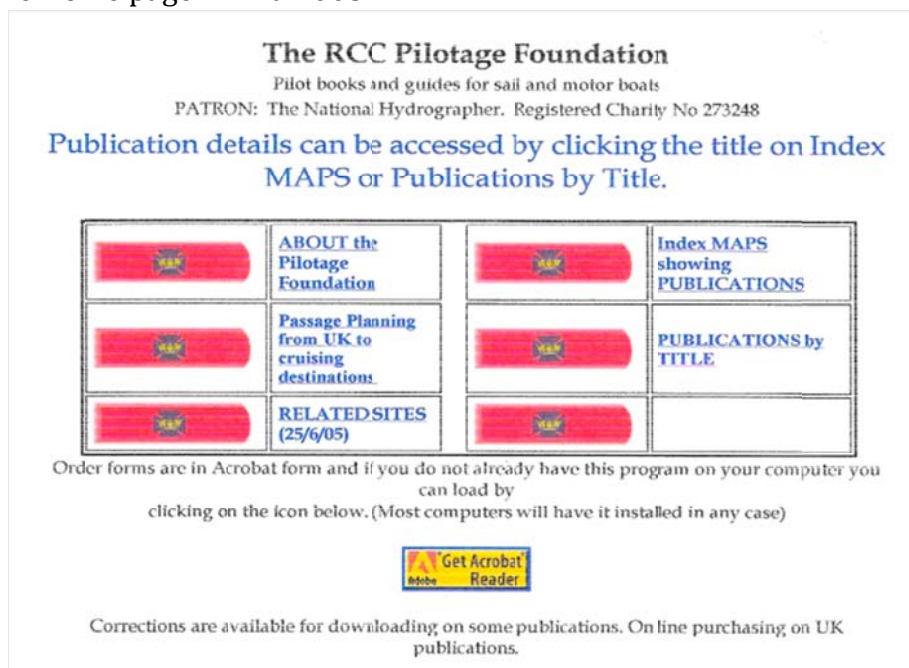 The RCC Pilotage Foundation
Pilot books and guides for sail and motor boats
PATRON: The National Hydrographer. Registered Charity No 273248
Publication details can be accessed by clicking the title on Index
MAPS or Publications by Title.
ABOUT the
Pilotage
Foundation
Index MAPS
showing
PUBLICATIONS
Passage Planning
from UK to
cruising
destinations
PUBLICATIONS by
TITLE
RELATED SITES
(25/6/05)
Order forms are in Acrobat form and if you do not already have this program on your computer you
can load by
clicking on the icon below. (Most computers will have it installed in any case)
Get Acrobat
Adobe Reader
Corrections are available for downloading on some publications. On line purchasing on UK
publications.